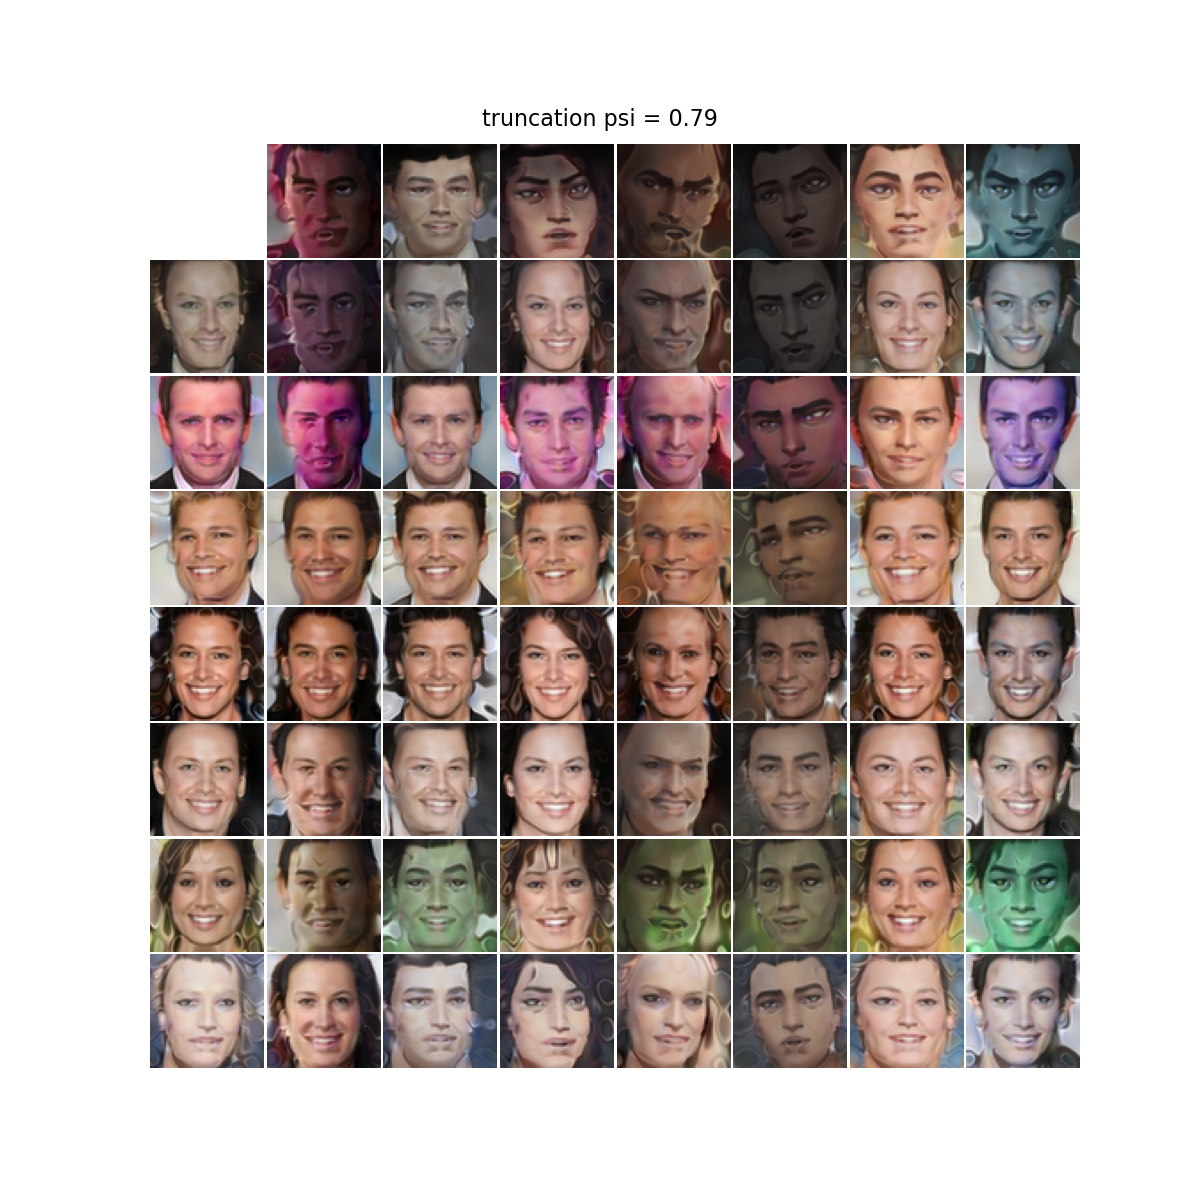 truncation psi = 0.79